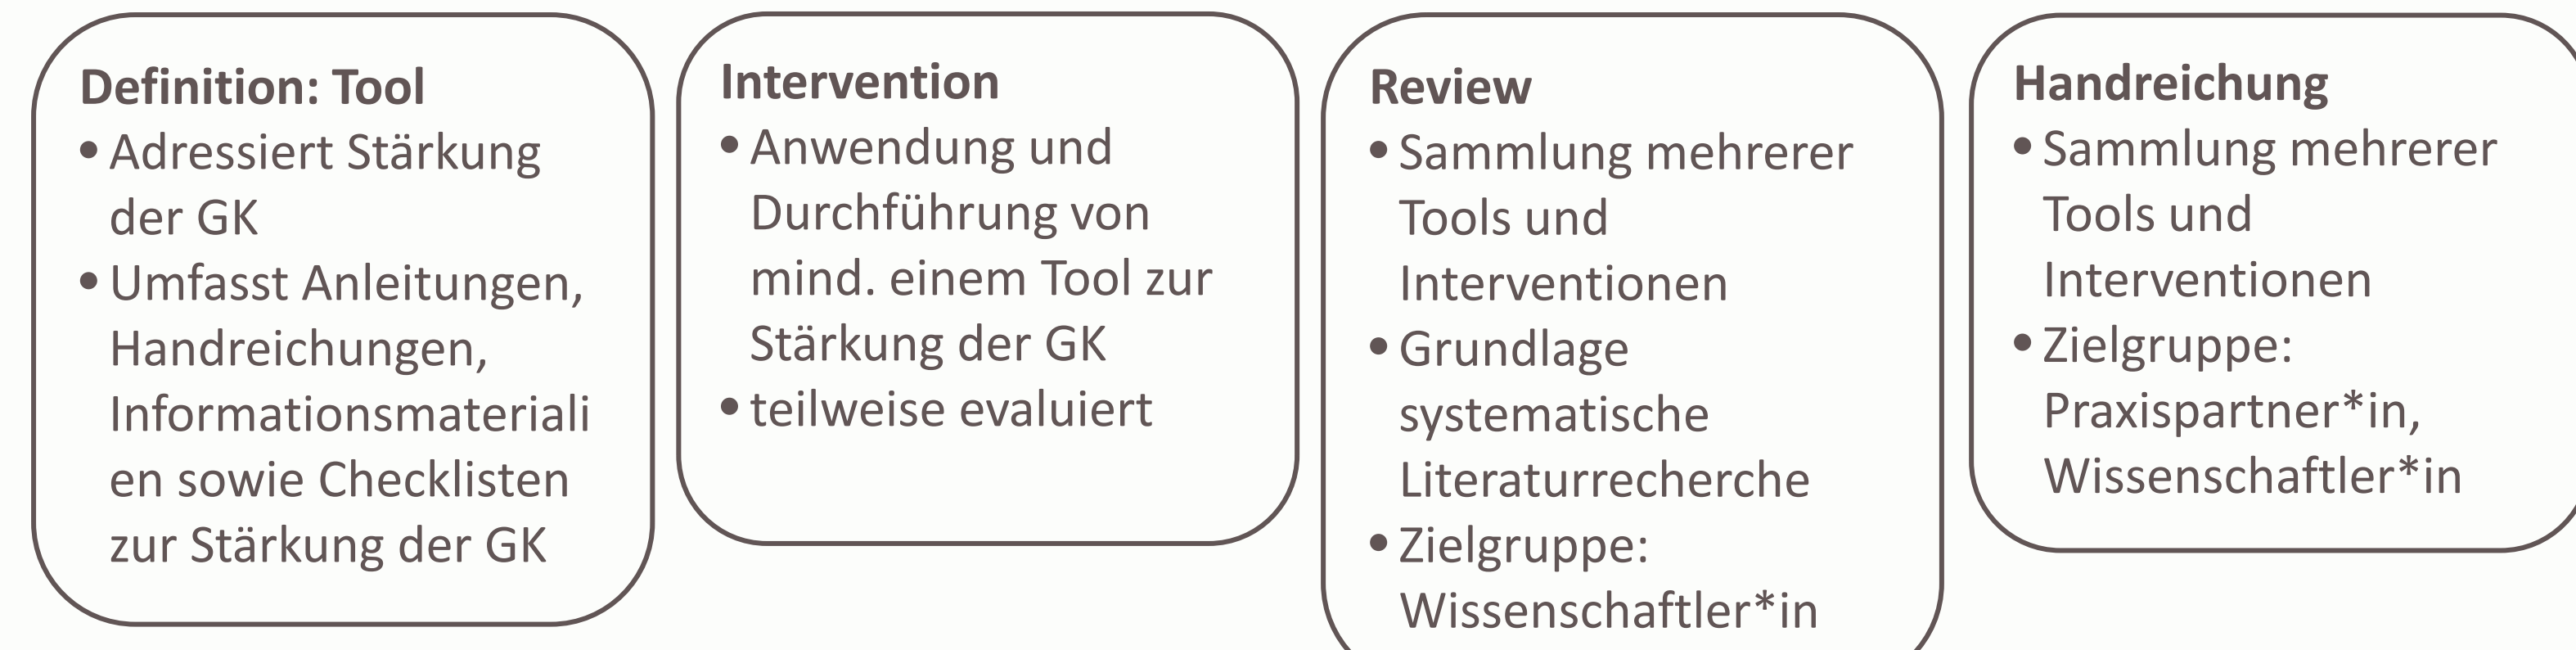 Definition: Tool
• Adressiert Stärkung
der GK
• Umfasst Anleitungen,
Handreichungen,
Informationsmateriali
en sowie Checklisten
zur Stärkung der GK
Intervention
• Anwendung und
Durchführung von
mind. einem Tool zur
Stärkung der GK
• teilweise evaluiert
Review
• Sammlung mehrerer
Tools und
Interventionen
• Grundlage
systematische
Literaturrecherche
• Zielgruppe:
Wissenschaftler*in
Handreichung
• Sammlung mehrerer
Tools und
Interventionen
• Zielgruppe:
Praxispartner*in,
Wissenschaftler*in